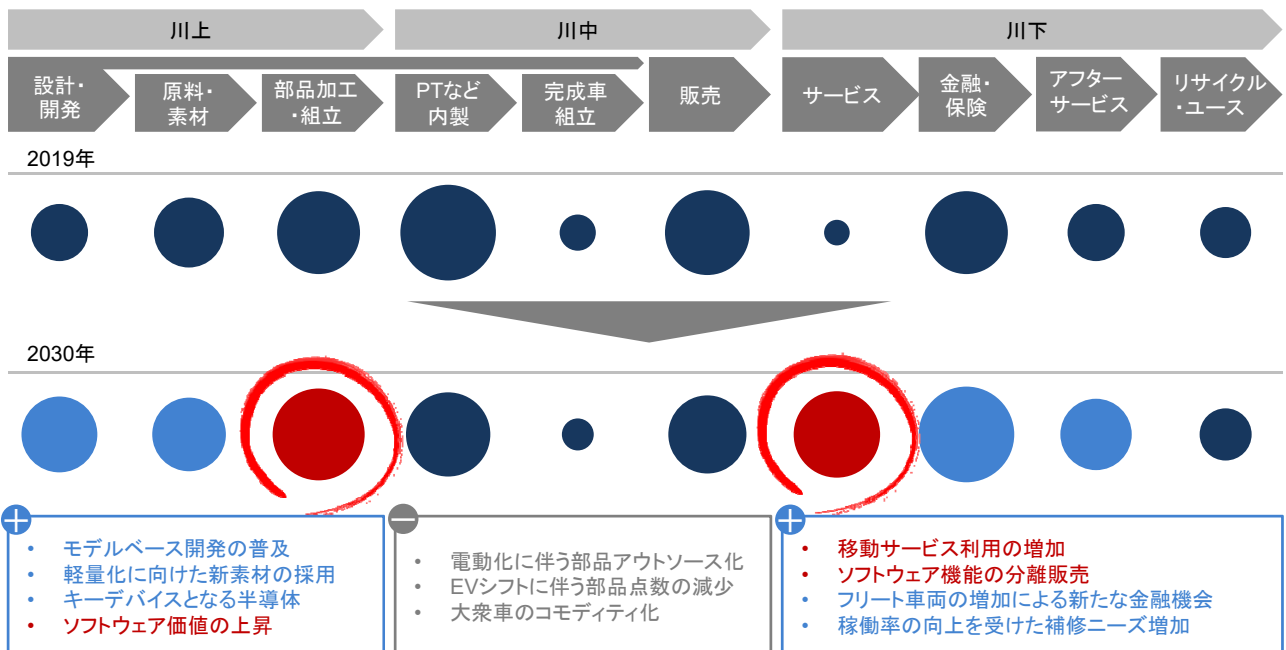 川上
川中
川下
設計・
開発
原料・
素材
部品加工
・組立
PTなど
内製
完成車
組立
販売
サービス
金融・
保険
アフター
サービス
リサイクル
・ユース
2019年
2030年
• モデルベース開発の普及
• 軽量化に向けた新素材の採用
• キーデバイスとなる半導体
• ソフトウェア価値の上昇
• 電動化に伴う部品アウトソース化
• EVシフトに伴う部品点数の減少
• 大衆車のコモディティ化
• 移動サービス利用の増加
• ソフトウェア機能の分離販売
• フリート車両の増加による新たな金融機会
• 稼働率の向上を受けた補修ニーズ増加